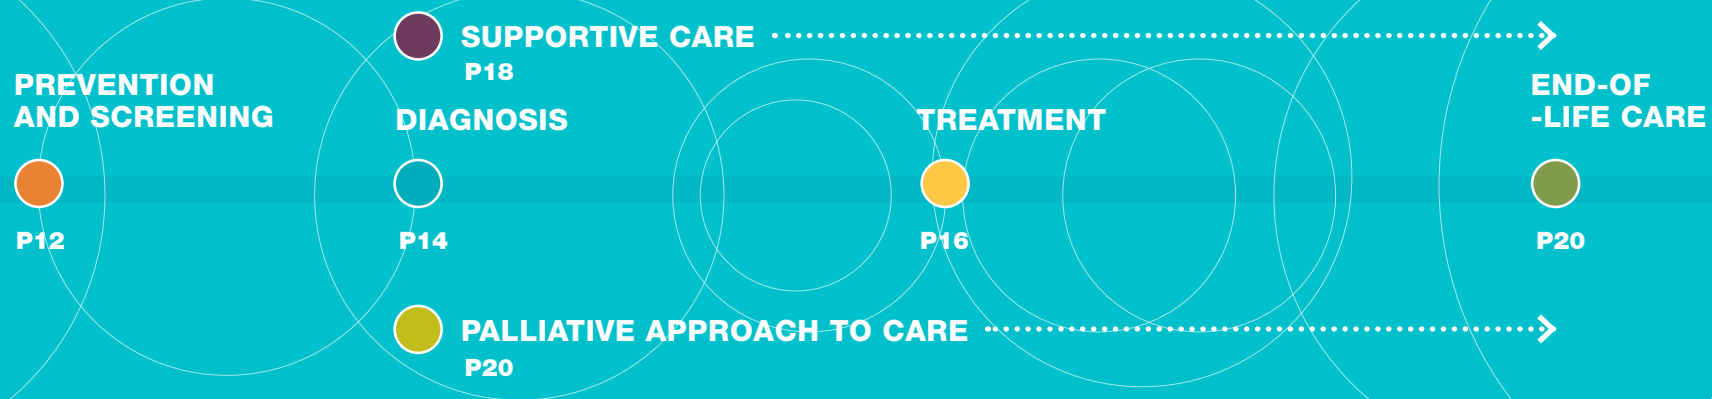 SUPPORTIVE CARE
P18
PREVENTION
AND SCREENING
P12
DIAGNOSIS
P14
TREATMENT
P16
END-OF
-LIFE CARE
P20
PALLIATIVE APPROACH TO CARE
P20